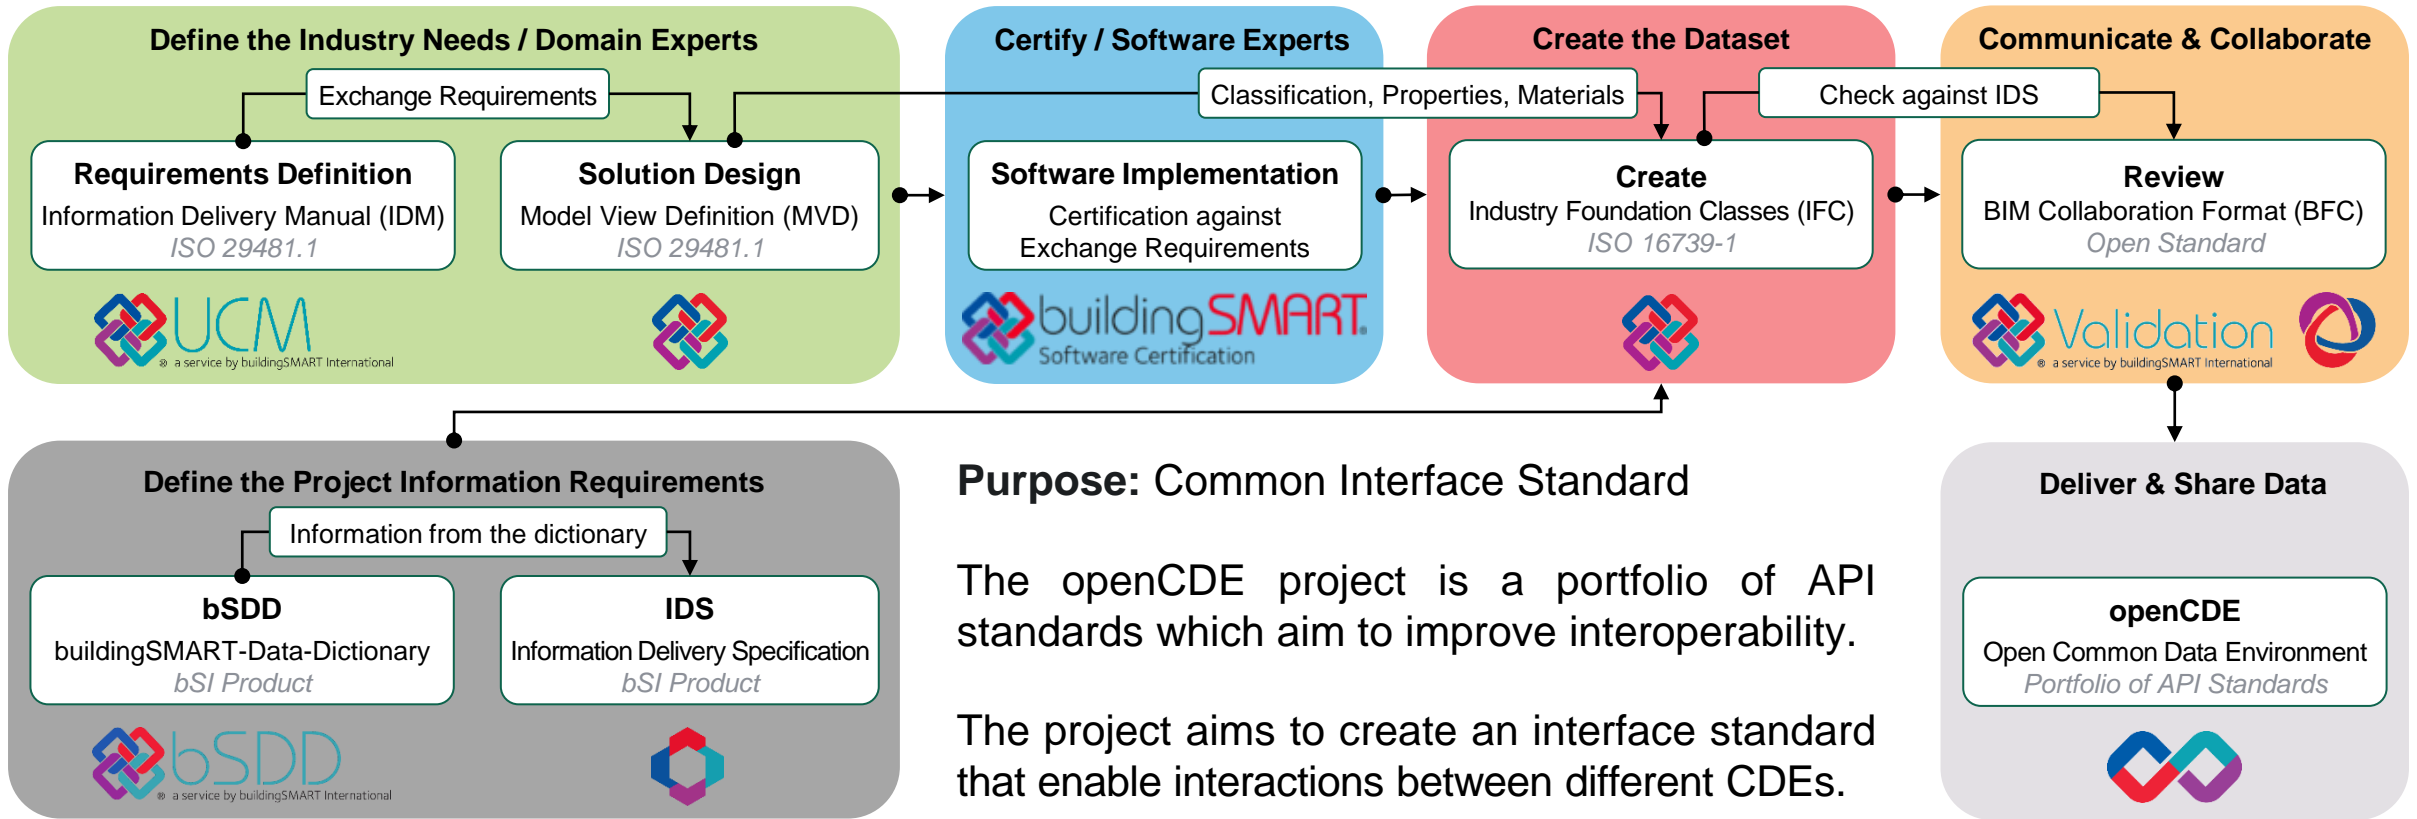 Define the Industry Needs / Domain Experts
Exchange Requirements
Requirements Definition
Information Delivery Manual (IDM)
ISO 29481.1
Solution Design
Model View Definition (MVD)
ISO 29481.1
UCM
® a service by buildingSMART International
Certify / Software Experts
Classification, Properties, Materials
Software Implementation
Certification against
Exchange Requirements
buildingSMART®
Software Certification
Create the Dataset
Create
Industry Foundation Classes (IFC)
ISO 16739-1
Communicate & Collaborate
Check against IDS
Review
BIM Collaboration Format (BFC)
Open Standard
Validation
® a service by buildingSMART International
Define the Project Information Requirements
Information from the dictionary
bSDD
buildingSMART-Data-Dictionary
bSI Product
IDS
Information Delivery Specification
bSI Product
bSDD
® a service by buildingSMART International
Purpose: Common Interface Standard
The openCDE project is a portfolio of API
standards which aim to improve interoperability.
The project aims to create an interface standard
that enable interactions between different CDEs.
Deliver & Share Data
openCDE
Open Common Data Environment
Portfolio of API Standards